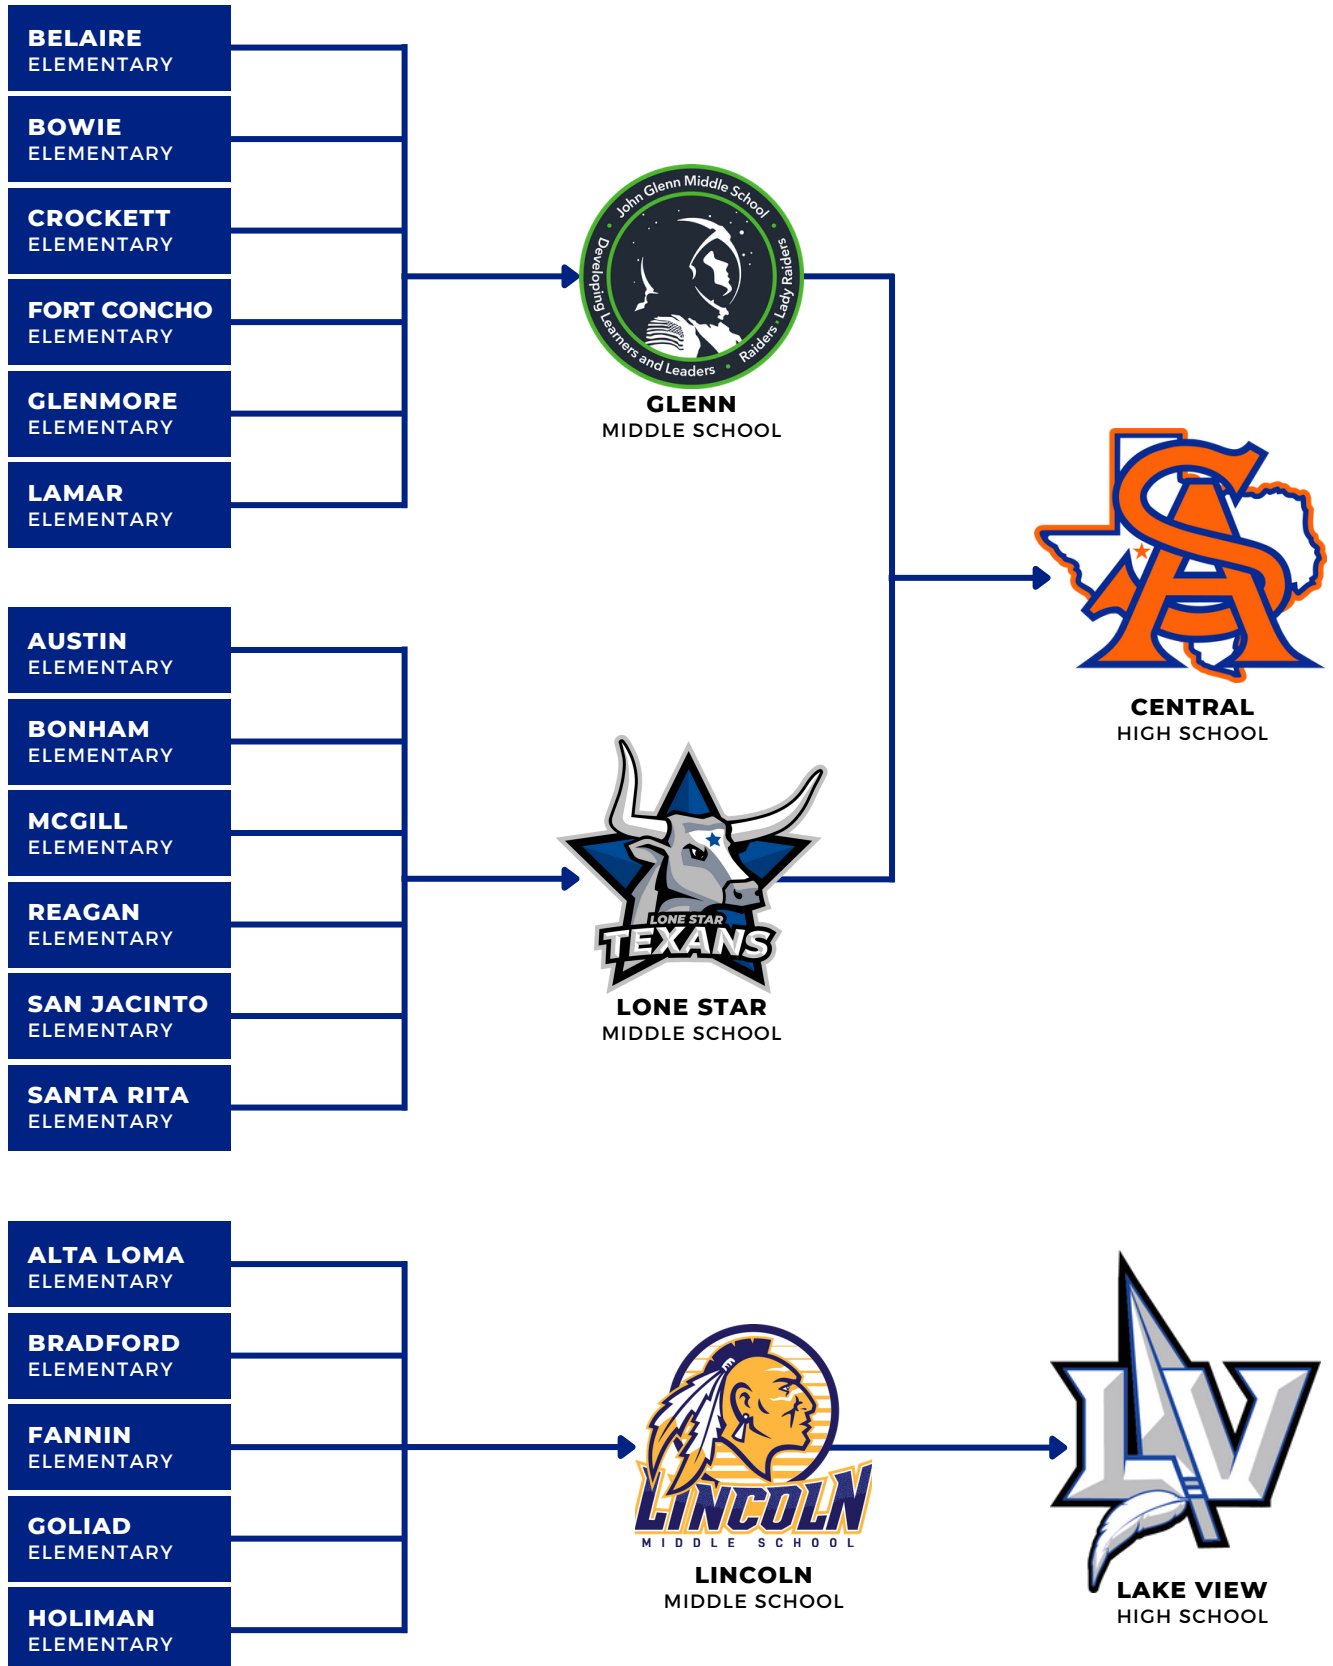 BELAIRE
ELEMENTARY
BOWIE
ELEMENTARY
CROCKETT
ELEMENTARY
FORT CONCHO
ELEMENTARY
GLENMORE
ELEMENTARY
LAMAR
ELEMENTARY
John Glenn Middle School
Developing Learners and Leaders
Raiders · Lady Raiders
GLENN
MIDDLE SCHOOL
SA
CENTRAL
HIGH SCHOOL
AUSTIN
ELEMENTARY
BONHAM
ELEMENTARY
MCGILL
ELEMENTARY
REAGAN
ELEMENTARY
SAN JACINTO
ELEMENTARY
SANTA RITA
ELEMENTARY
LONE STAR
TEXANS
LONE STAR
MIDDLE SCHOOL
ALTA LOMA
ELEMENTARY
BRADFORD
ELEMENTARY
FANNIN
ELEMENTARY
GOLIAD
ELEMENTARY
HOLIMAN
ELEMENTARY
LINCOLN
MIDDLE SCHOOL
LINCOLN
MIDDLE SCHOOL
LV
LAKE VIEW
HIGH SCHOOL